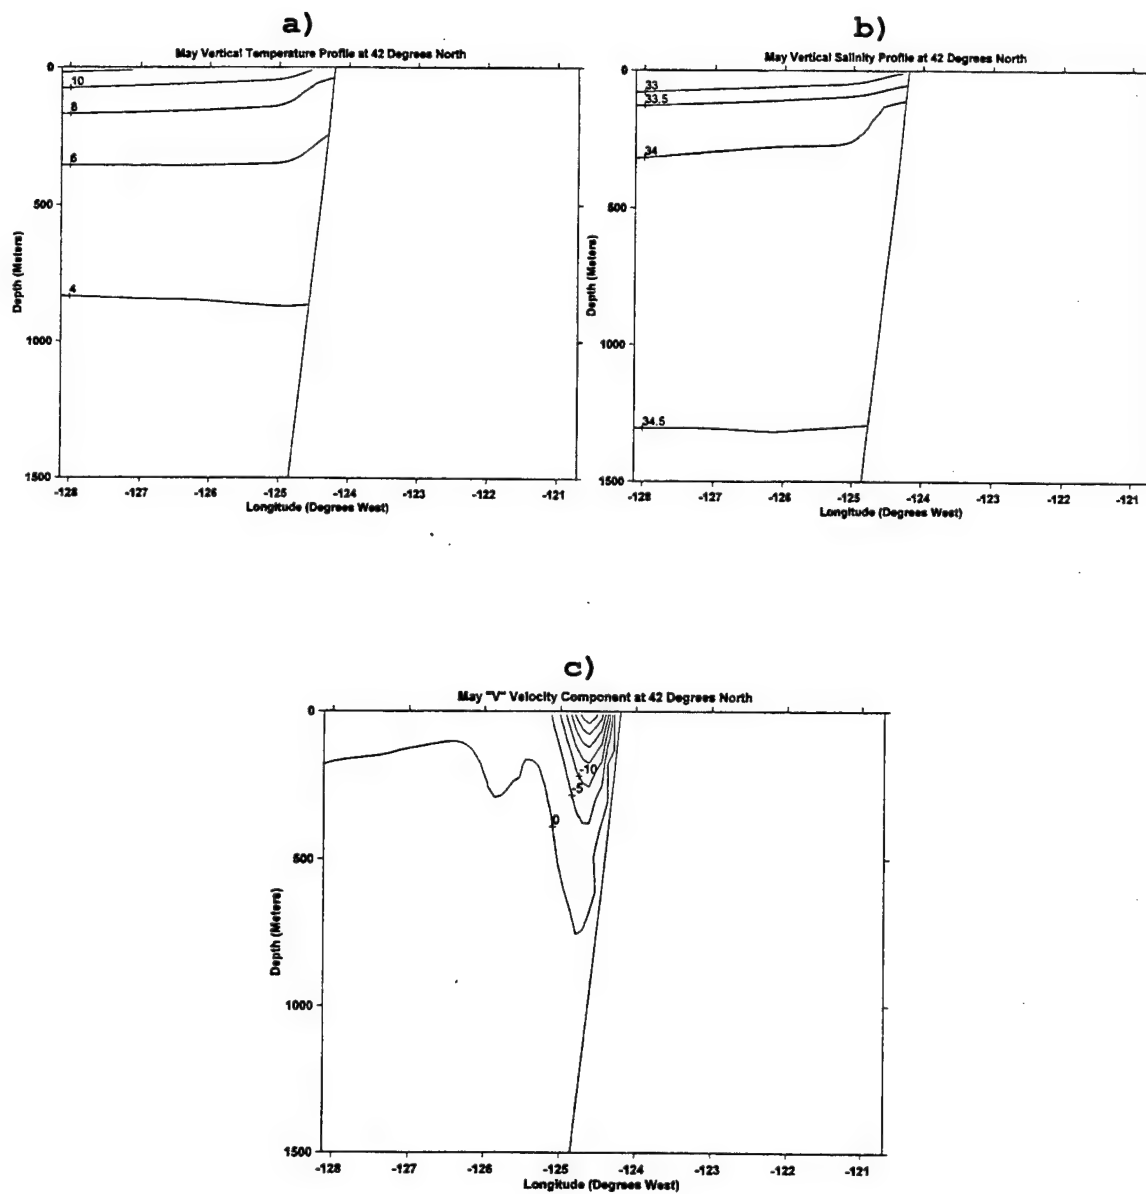 a)
May Vertical Temperature Profile at 42 Degrees North
0
500
1000
1500
Depth (Meters)
10
8
6
4
-128 -127 -126 -125 -124 -123 -122 -121
Longitude (Degrees West)
b)
May Vertical Salinity Profile at 42 Degrees North
0
500
1000
1500
Depth (Meters)
33
33.5
34
34.5
-128 -127 -126 -125 -124 -123 -122 -121
Longitude (Degrees West)
c)
May "V" Velocity Component at 42 Degrees North
0
500
1000
1500
Depth (Meters)
-10
-5
0
-128 -127 -126 -125 -124 -123 -122 -121
Longitude (Degrees West)